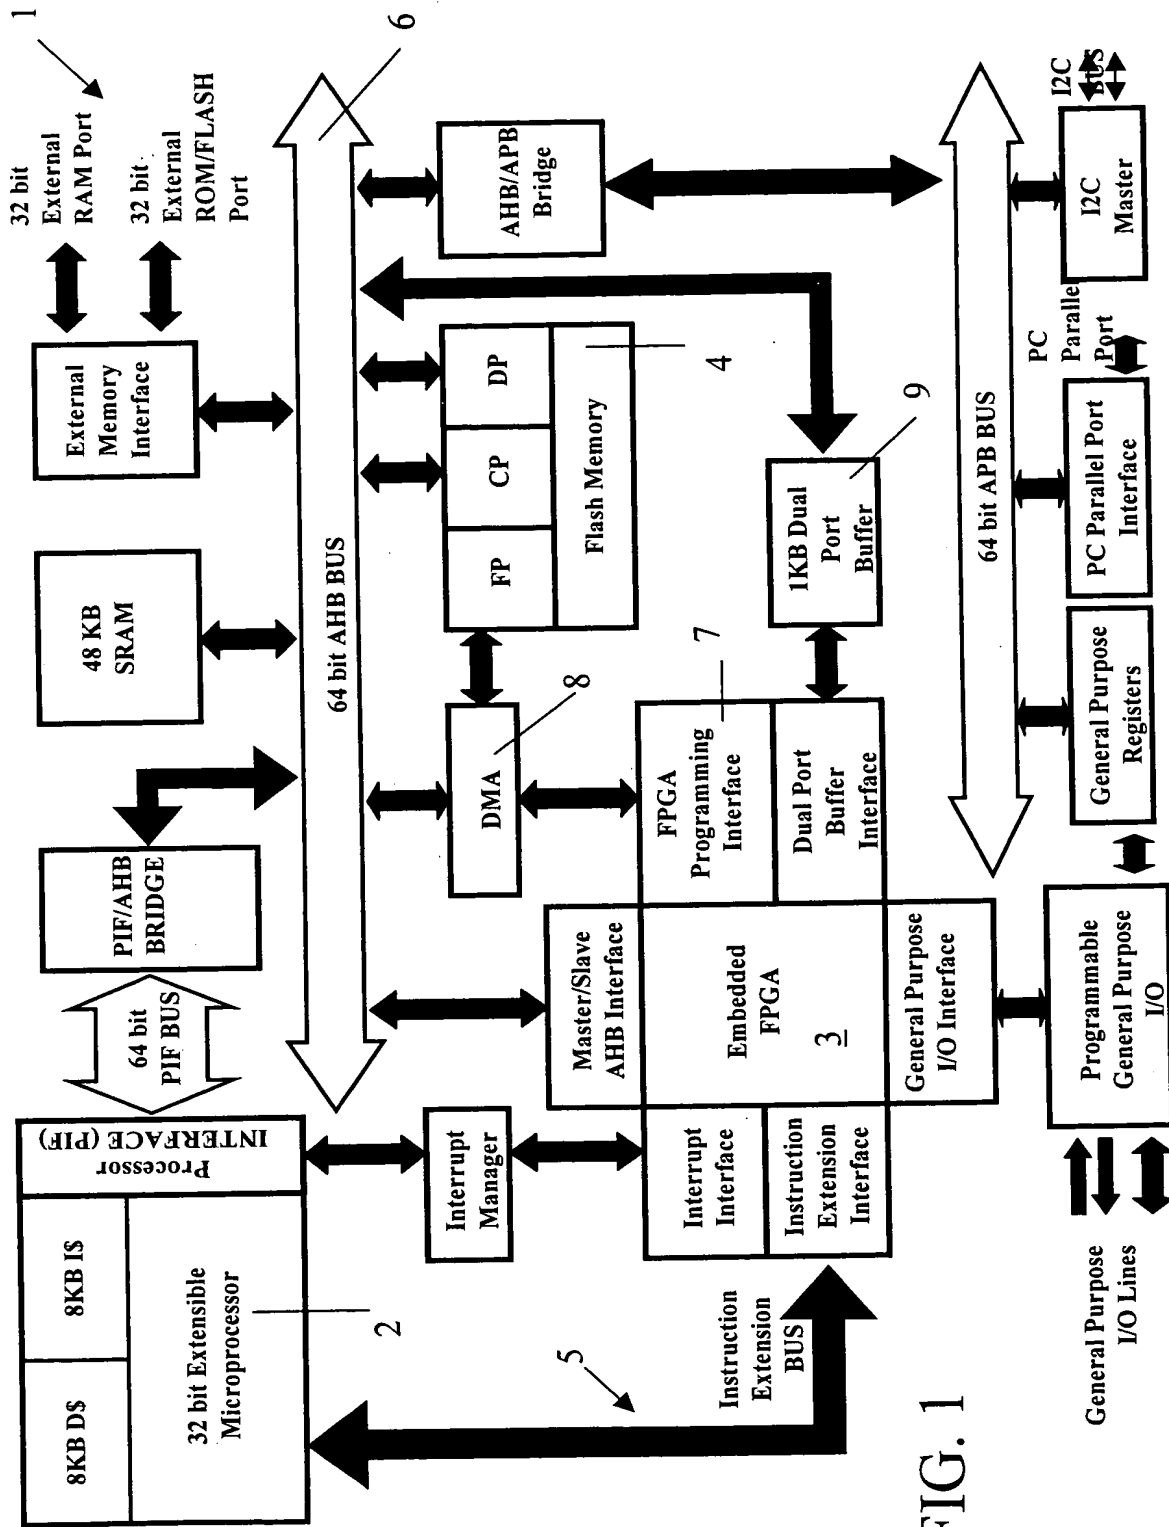 8KB D$
8KB I$
32 bit Extensible
Microprocessor
2
Processor
INTERFACE (PIF)
64 bit
PIF BUS
PIF/AHB
BRIDGE
48 KB
SRAM
External
Memory
Interface
32 bit
External
RAM Port
32 bit
External
ROM/FLASH
Port
1
64 bit AHB BUS
6
Interrupt
Manager
DMA
8
FP
CP
DP
Flash Memory
4
AHB/APB
Bridge
Master/Slave
AHB Interface
Interrupt
Interface
Instruction
Extension
Interface
Embedded
FPGA
3
FPGA
Programming
Interface
7
Dual Port
Buffer
Interface
General Purpose
I/O Interface
1KB Dual
Port
Buffer
9
5
Instruction
Extension
BUS
64 bit APB BUS
General Purpose
I/O Lines
Programmable
General Purpose
I/O
General Purpose
Registers
PC Parallel Port
Interface
PC
Paralle
Port
I2C
Master
I2C
BUS
FIG. 1